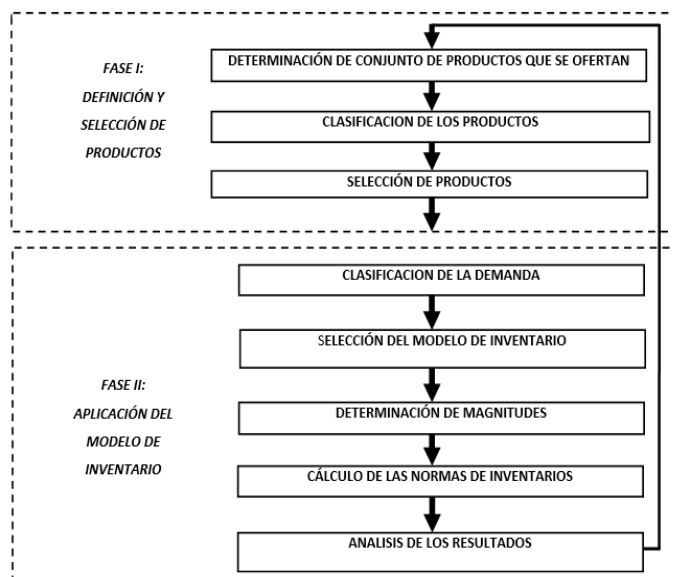 FASE I:
DEFINICIÓN Y
SELECCIÓN DE
PRODUCTOS
DETERMINACIÓN DE CONJUNTO DE PRODUCTOS QUE SE OFERTAN
CLASIFICACION DE LOS PRODUCTOS
SELECCIÓN DE PRODUCTOS
FASE II:
APLICACIÓN DEL
MODELO DE
INVENTARIO
CLASIFICACION DE LA DEMANDA
SELECCIÓN DEL MODELO DE INVENTARIO
DETERMINACIÓN DE MAGNITUDES
CÁLCULO DE LAS NORMAS DE INVENTARIOS
ANALISIS DE LOS RESULTADOS